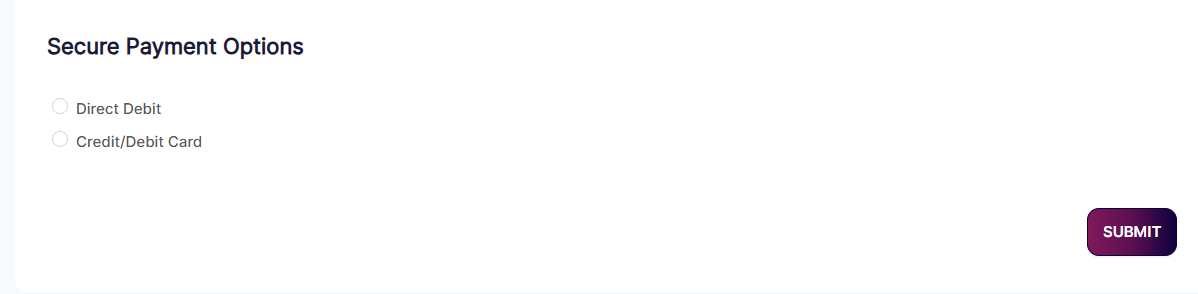 Secure Payment Options
Direct Debit
Credit/Debit Card
SUBMIT